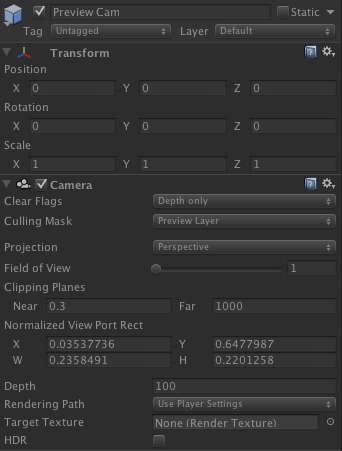 Preview Cam Static
Tag Untagged Layer Default
Transform
Position
X 0 Y 0 Z 0
Rotation
X 0 Y 0 Z 0
Scale
X 1 Y 1 Z 1
Camera
Clear Flags Depth only
Culling Mask Preview Layer
Projection Perspective
Field of View 1
Clipping Planes
Near 0.3 Far 1000
Normalized View Port Rect
X 0.03537736 Y 0.6477987
W 0.2358491 H 0.2201258
Depth 100
Rendering Path Use Player Settings
Target Texture None (Render Texture)
HDR